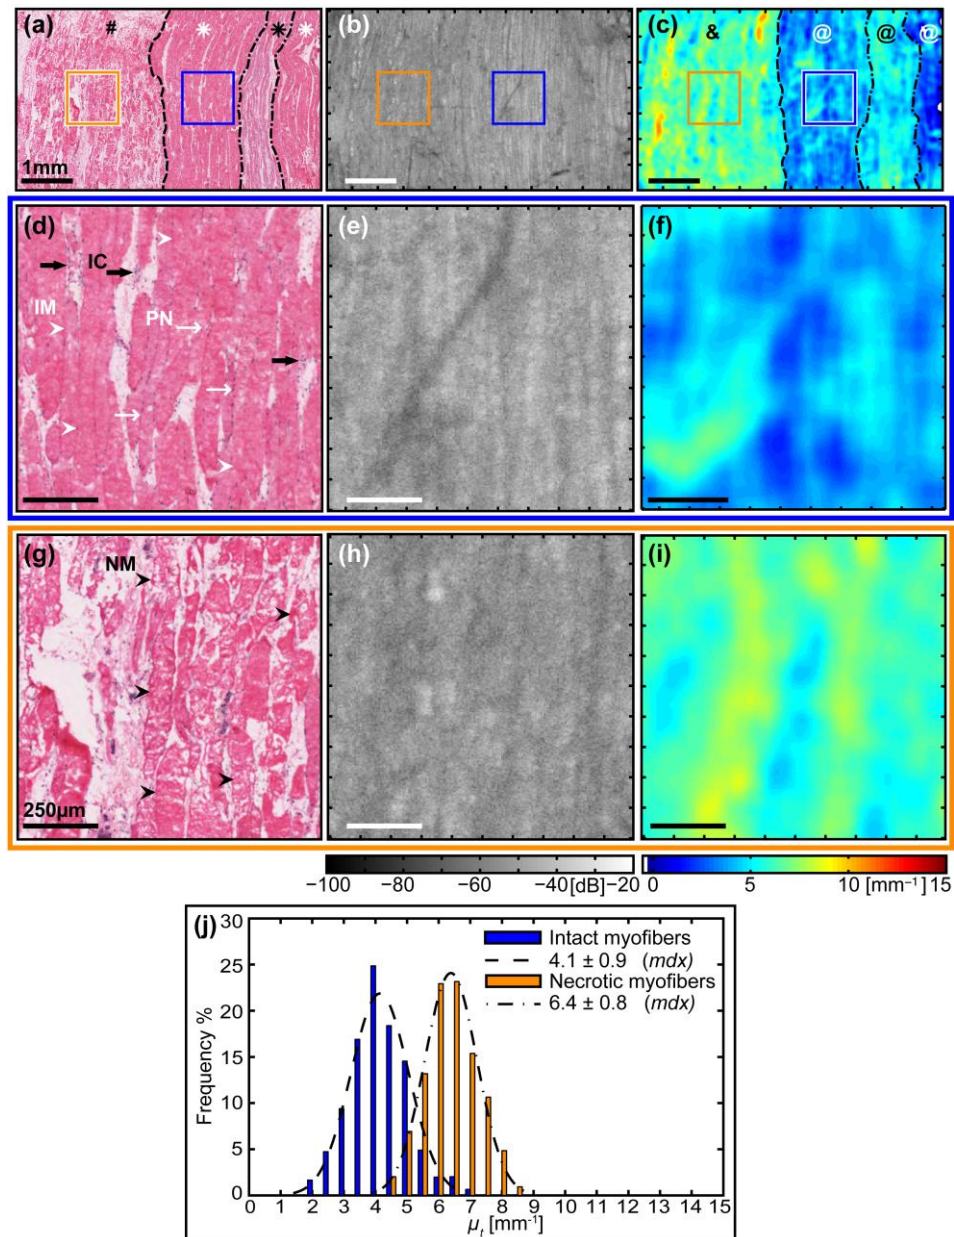 (a) # * * *
1mm
(b)
(c) & @ @ @
(d)
IC
IM
PN
(e)
(f)
(g)
NM
250µm
(h)
(i)
−100 −80 −60 −40 [dB] −20
0 5 10 [mm⁻¹] 15
(j)
30
25
20
15
10
5
0
Frequency %
Intact myofibers
4.1 ± 0.9 (mdx)
Necrotic myofibers
6.4 ± 0.8 (mdx)
1 2 3 4 5 6 7 8 9 10 11 12 13 14 15
µt [mm⁻¹]